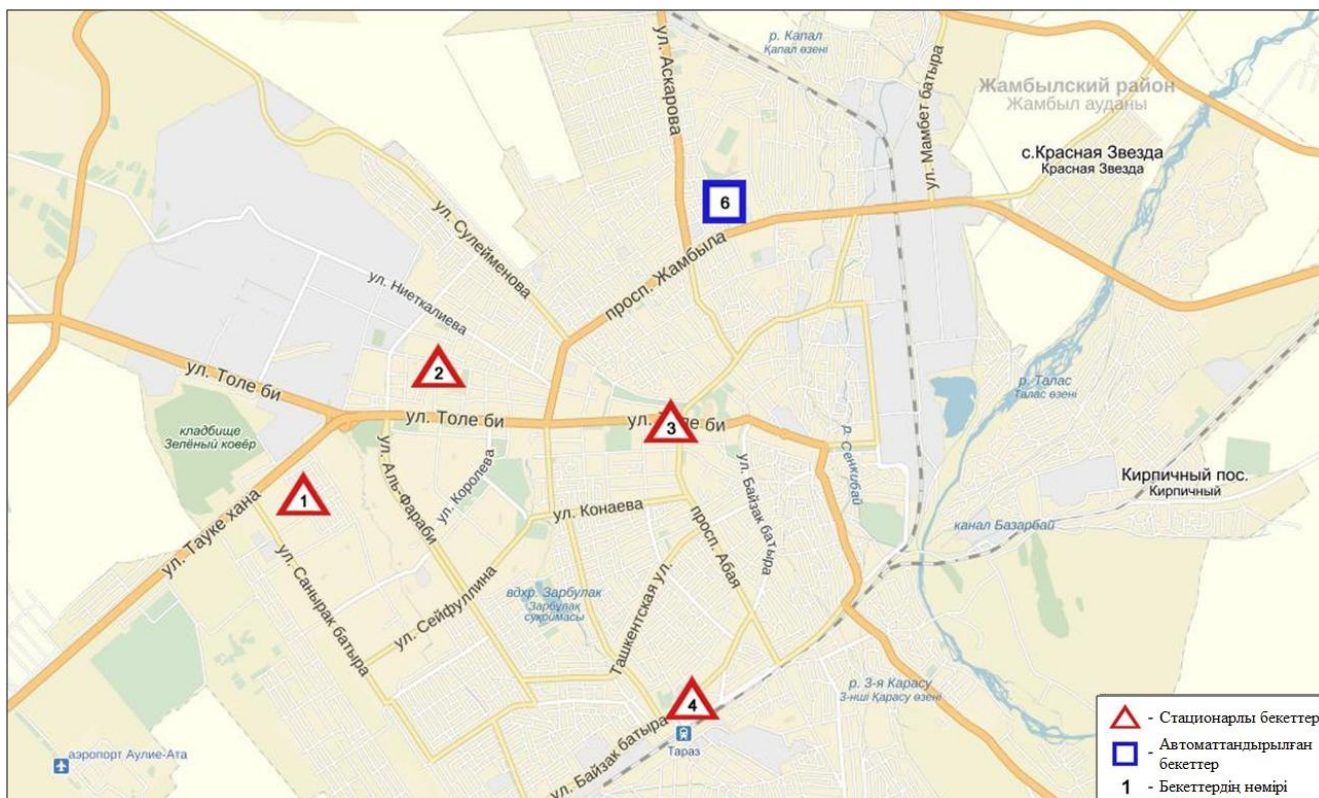 р. Капал
Қапал өзені
ул. Аскарова
ул. Мамбет батыра
Жамбылский район
Жамбыл ауданы
с.Красная Звезда
Красная Звезда
6
ул. Сулейменова
просп. Жамбыла
ул. Ниеткалиева
2
ул. Толе би
р. Талас
Талас өзені
кладбище
Зелёный ковёр
ул. Толе би
ул. Толе би
3
р. Сенкибай
ул. Аль-Фараби
ул. Королева
ул. Байзак батыра
Кирпичный пос.
Кирпичный
1
ул. Тауке хана
ул. Конаева
просп. Абая
канал Базарбай
ул. Санырак батыра
ул. Сейфуллина
вдхр. Зарбулак
Зарбулақ
суқоймасы
Ташкентская ул.
р. 3-я Карасу
3-нші Қарасу өзені
4
Тараз
ул. Байзак батыра
аэропорт Аулие-Ата
- Стационарлы бекеттер
- Автоматтандырылған
бекеттер
1 - Бекеттердің нөмірі